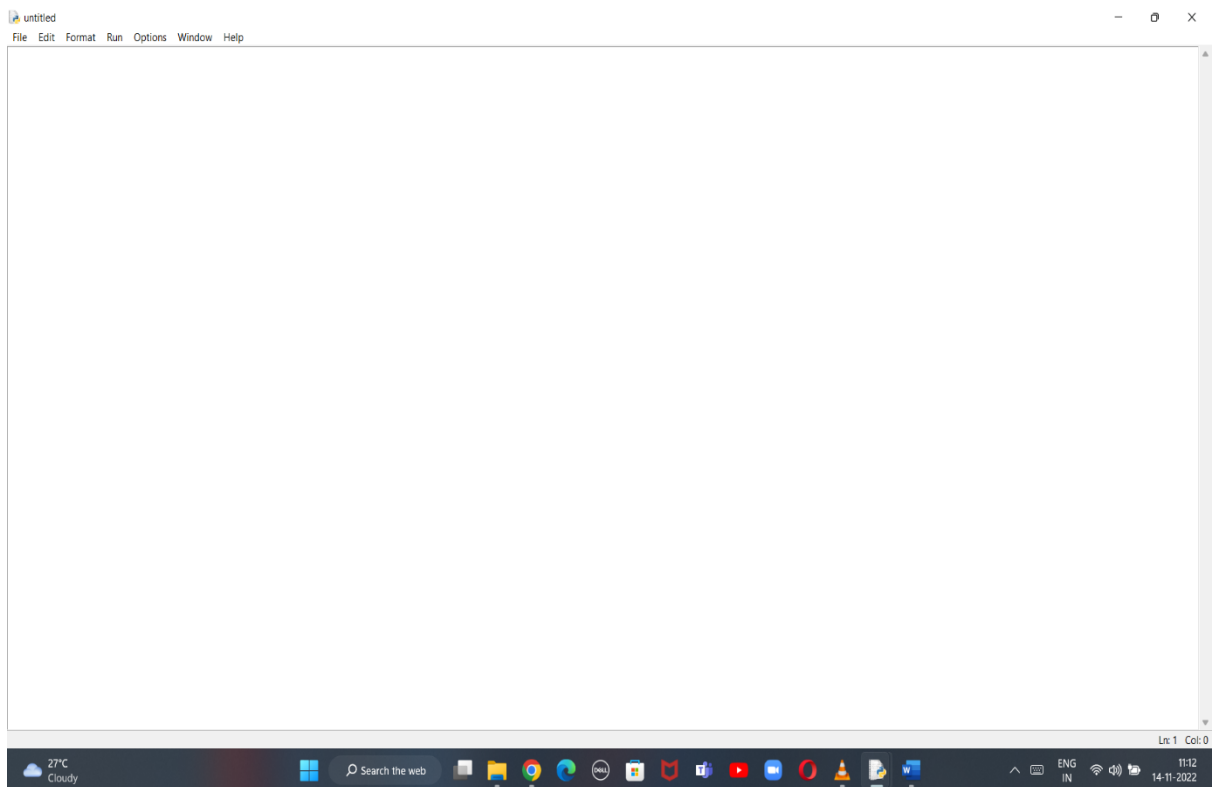 untitled
File Edit Format Run Options Window Help
Ln: 1 Col: 0
27°C
Cloudy
Search the web
DELL
ENG
IN
11:12
14-11-2022